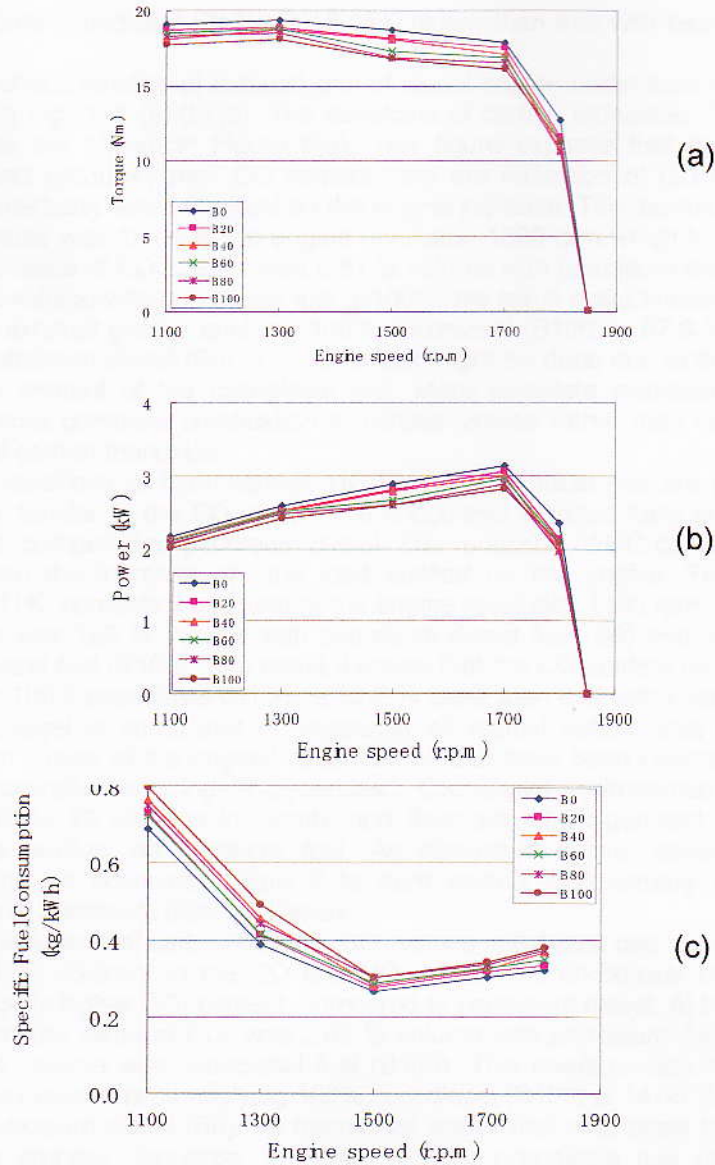 20
15
10
5
0
Torque (Nm)
B0
B20
B40
B60
B80
B100
1100 1300 1500 1700 1900
Engine speed (r.p.m)
(a)
4
3
2
1
0
Power (kW)
B0
B20
B40
B60
B80
B100
1100 1300 1500 1700 1900
Engine speed (r.p.m)
(b)
0.8
0.6
0.4
0.2
0.0
Specific Fuel Consumption
(kg/kWh)
B0
B20
B40
B60
B80
B100
1100 1300 1500 1700 1900
Engine speed (r.p.m)
(c)